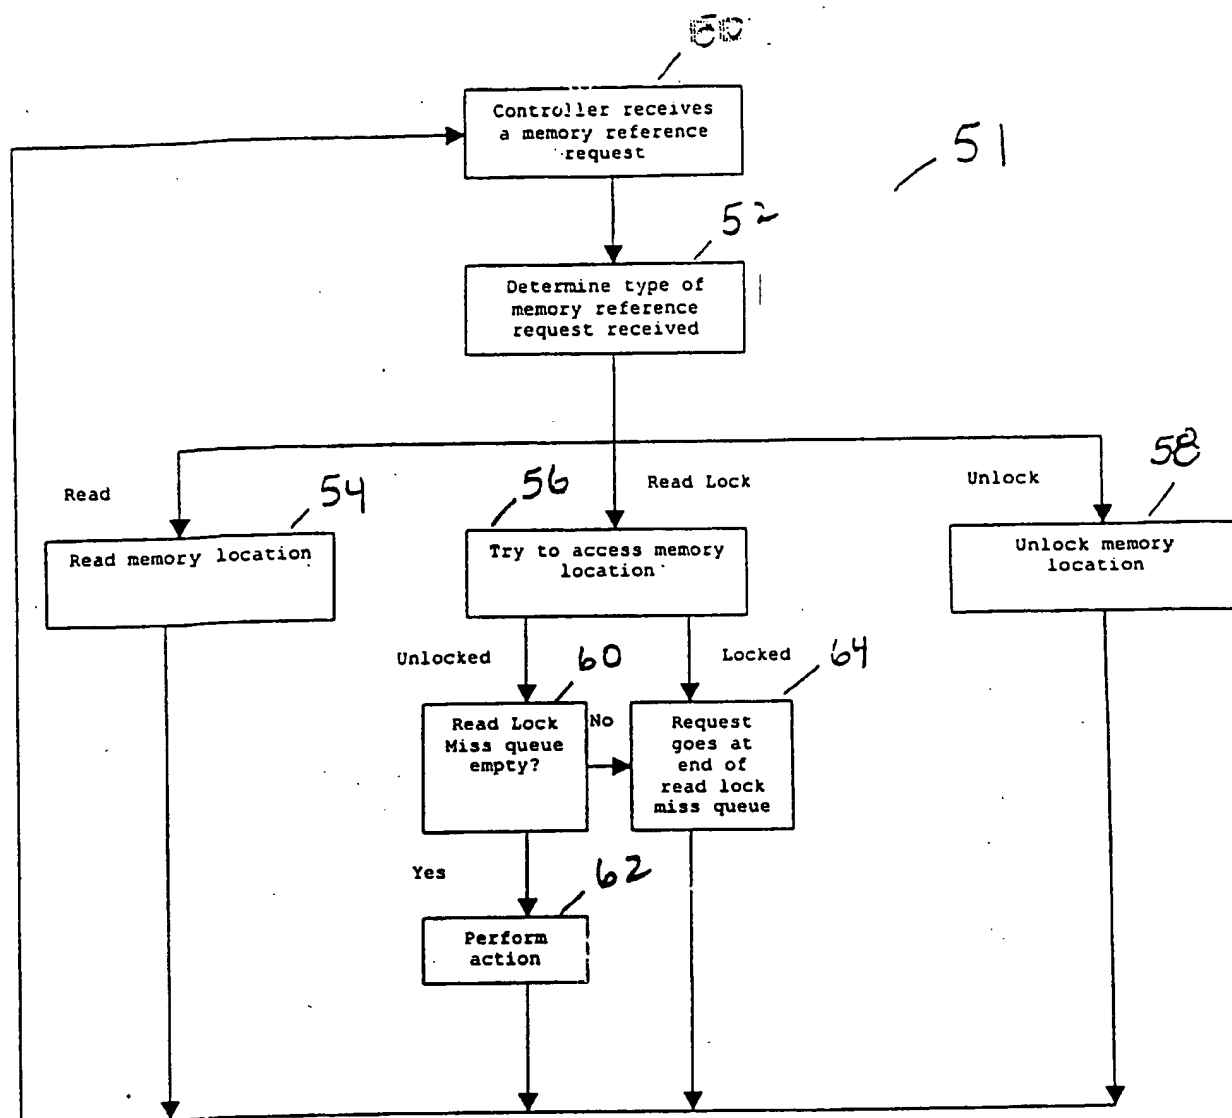 Controller receives
a memory reference
request
51
52
Determine type of
memory reference
request received
Read
54
56
Read Lock
Unlock
58
Read memory location
Try to access memory
location
Unlock memory
location
Unlocked
60
Locked
64
Read Lock
Miss queue
empty?
No
Request
goes at
end of
read lock
miss queue
Yes
62
Perform
action